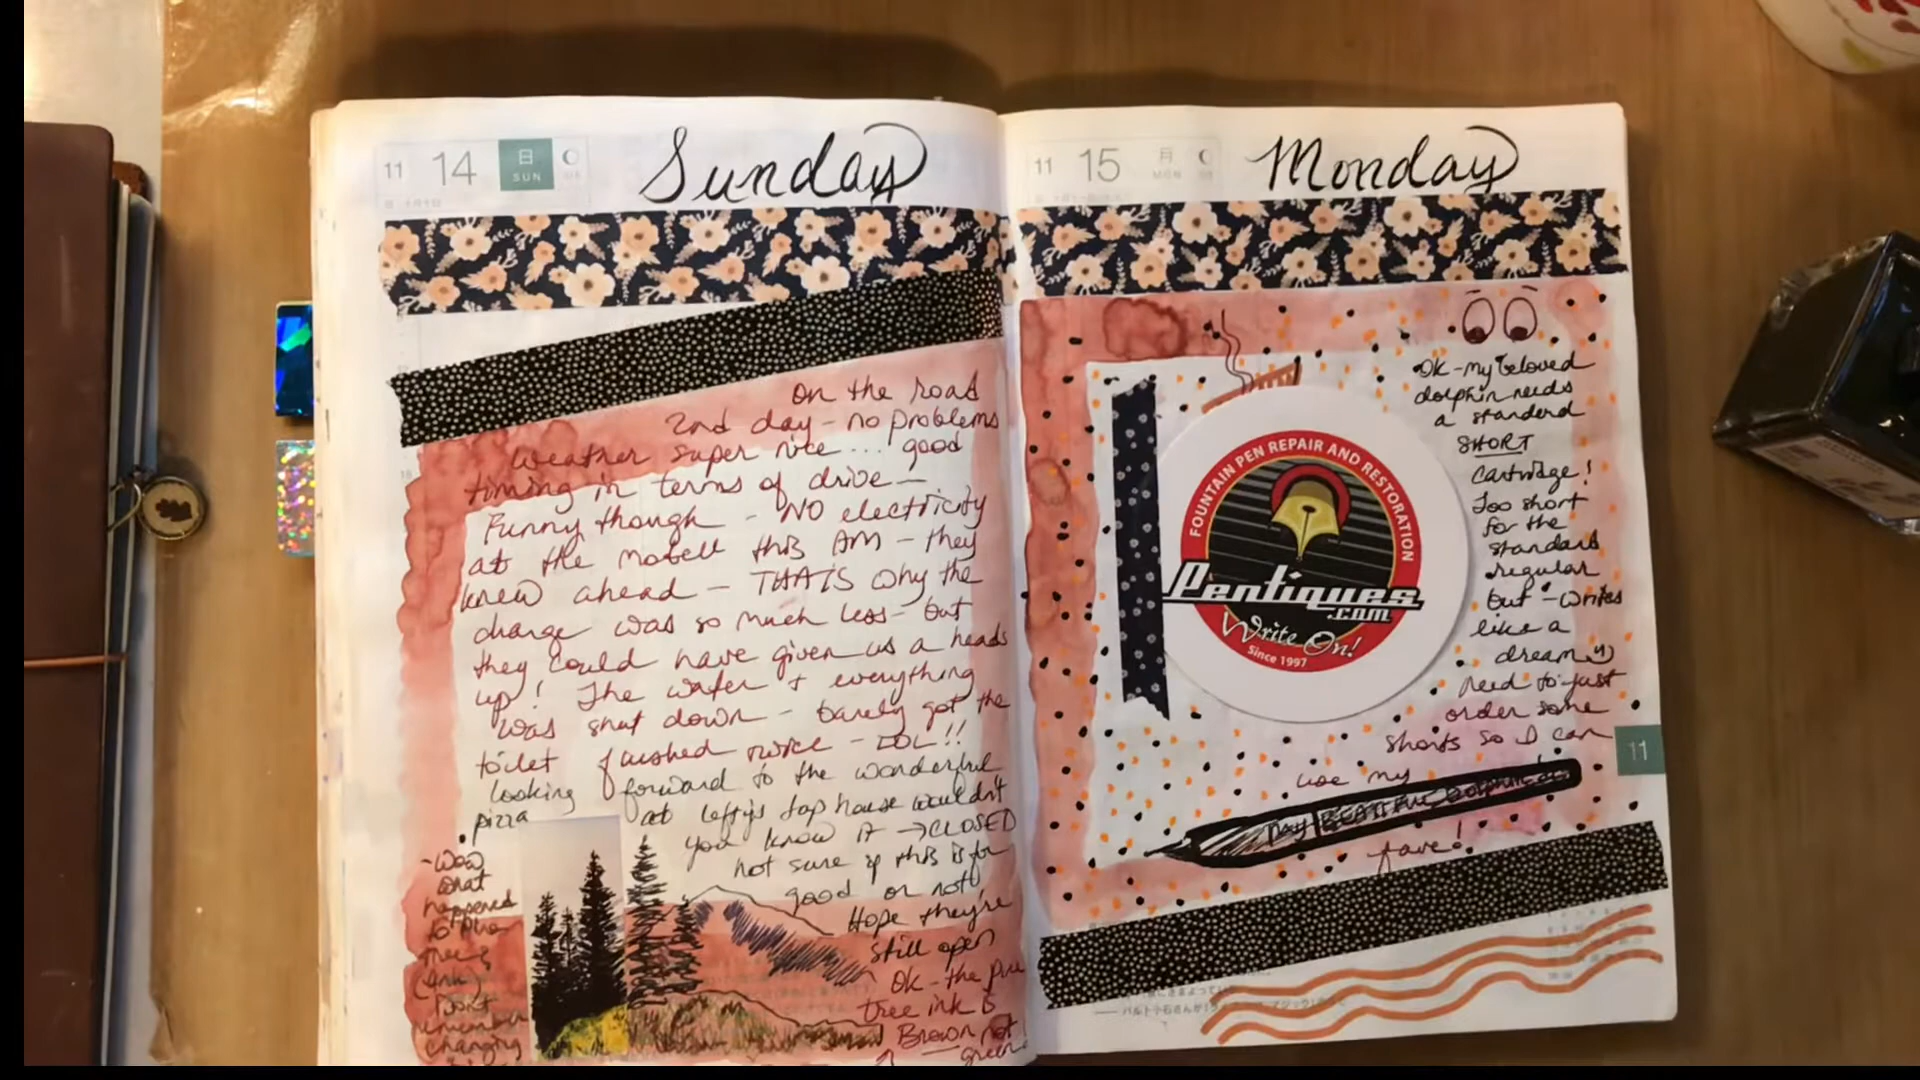 11 14 日 SUN
Sunday
on the road
2nd day - no problems
weather super nice ... good
timing in terms of drive -
Funny though - NO electricity
at the motell this AM - they
knew ahead - THATS why the
charge was so much less - but
they could have given us a heads
up! The water + everything
was shut down - barely got the
toilet flushed twice - LOL!!
looking forward to the wonderful
pizza at lefty's tap house wouldn't
you know it → CLOSED
not sure if this is for
good or not
Hope they're
still open
Ok - the pine
tree ink is
Brown not
green
- wow
what
happened
to pine
tree
(ink)
I don't
remember
changing
11 15 月 MON
Monday
Ok - my beloved
dolphin needs
a standard
SHORT
cartridge!
Too short
for the
standard
regular
but - writes
like a
dream
need to just
order some
shorts so I can
use my
fave!
FOUNTAIN PEN REPAIR AND RESTORATION
Pentiques
.com
Write On!
Since 1997
11